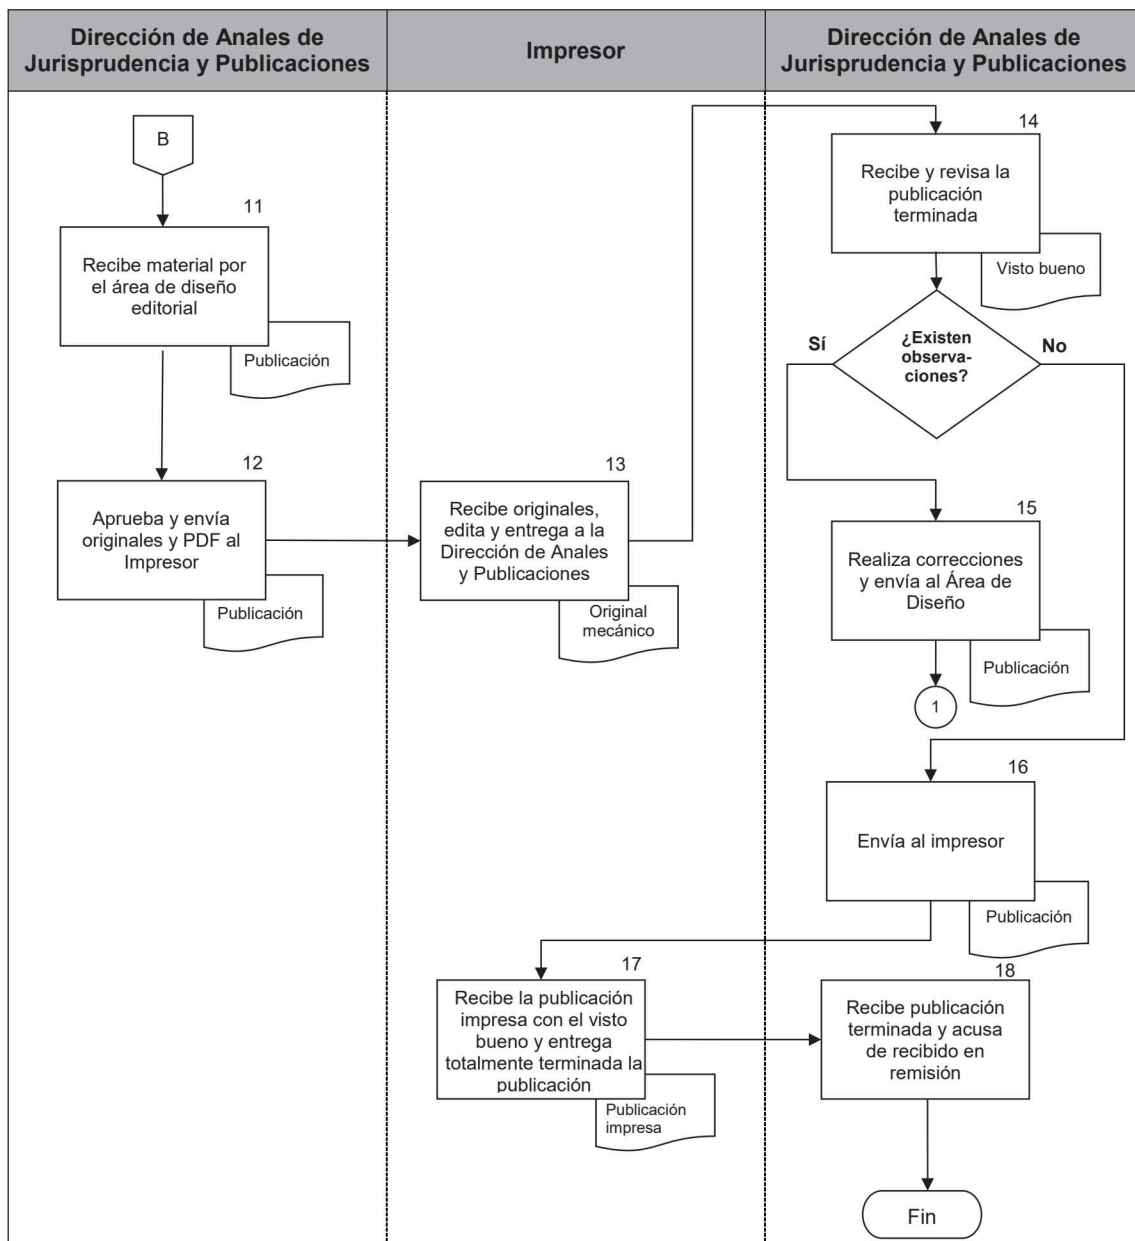 Dirección de Anales de
Jurisprudencia y Publicaciones
Impresor
Dirección de Anales de
Jurisprudencia y Publicaciones
B
11
Recibe material por
el área de diseño
editorial
Publicación
12
Aprueba y envía
originales y PDF al
Impresor
Publicación
13
Recibe originales,
edita y entrega a la
Dirección de Anales
y Publicaciones
Original
mecánico
14
Recibe y revisa la
publicación
terminada
Visto bueno
¿Existen
observa-
ciones?
Sí
No
15
Realiza correcciones
y envía al Área de
Diseño
Publicación
1
16
Envía al impresor
Publicación
17
Recibe la publicación
impresa con el visto
bueno y entrega
totalmente terminada la
publicación
Publicación
impresa
18
Recibe publicación
terminada y acusa
de recibido en
remisión
Fin